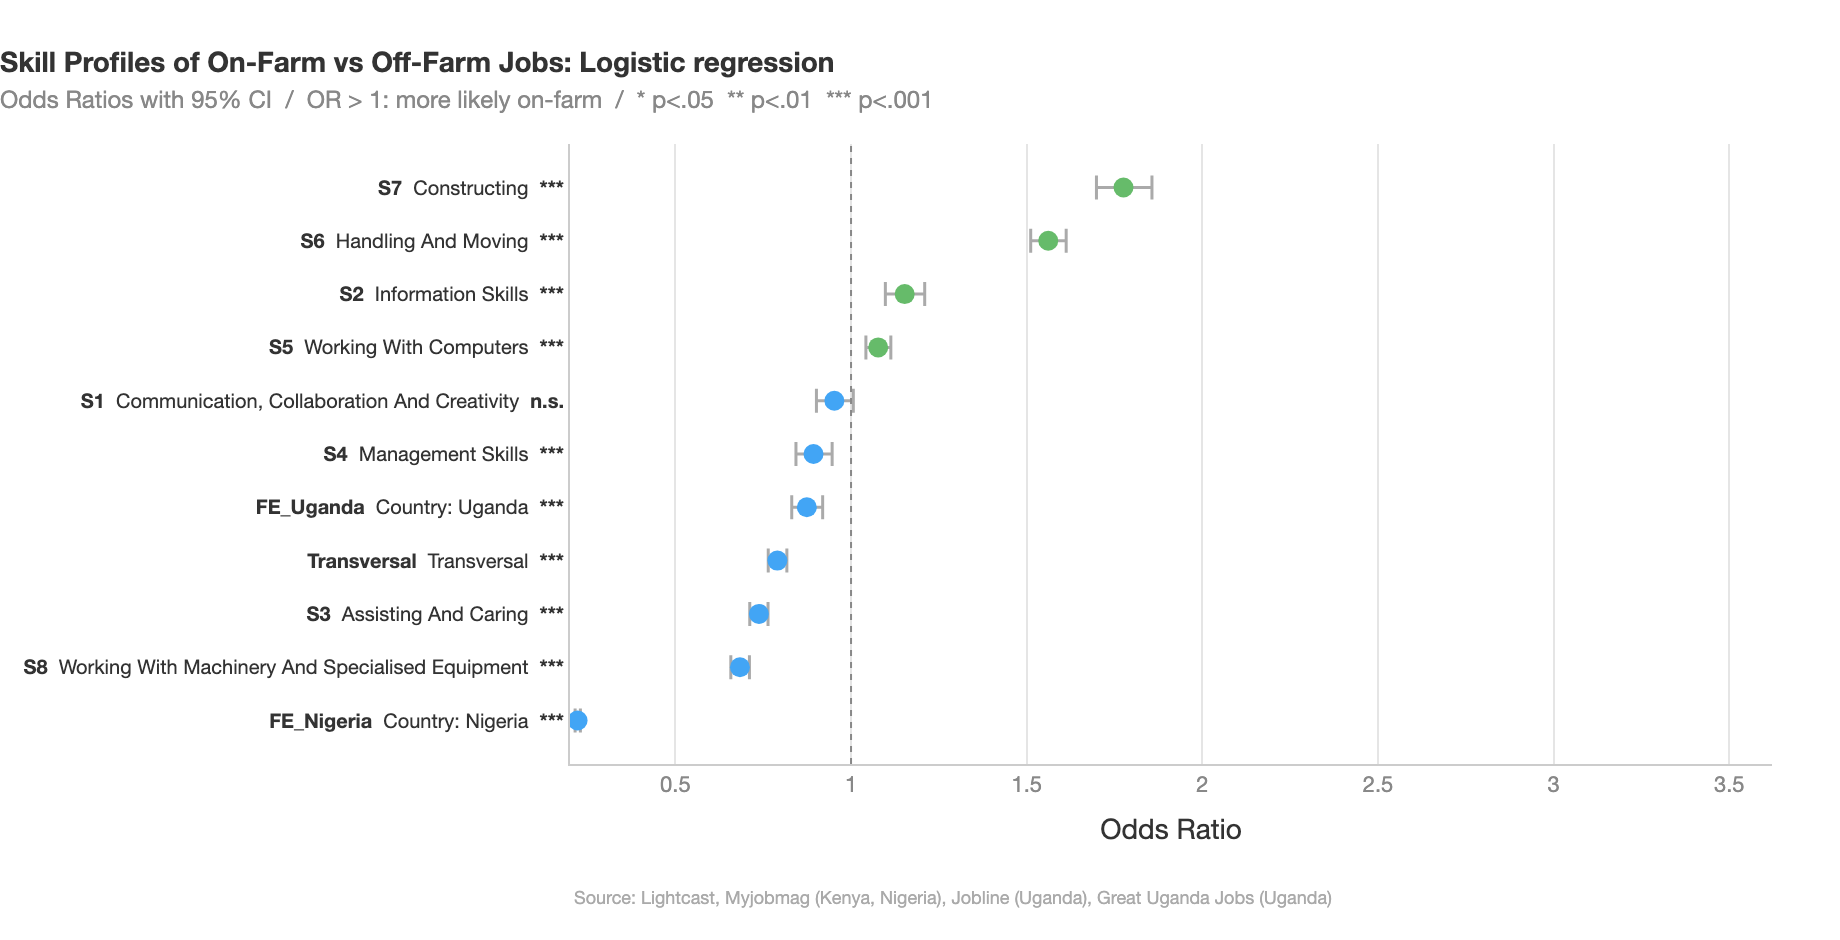 Skill Profiles of On-Farm vs Off-Farm Jobs: Logistic regression
Odds Ratios with 95% CI / OR > 1: more likely on-farm / * p<.05 ** p<.01 *** p<.001
S7 Constructing ***
S6 Handling And Moving ***
S2 Information Skills ***
S5 Working With Computers ***
S1 Communication, Collaboration And Creativity n.s.
S4 Management Skills ***
FE_Uganda Country: Uganda ***
Transversal Transversal ***
S3 Assisting And Caring ***
S8 Working With Machinery And Specialised Equipment ***
FE_Nigeria Country: Nigeria ***
0.5 1 1.5 2 2.5 3 3.5
Odds Ratio
Source: Lightcast, Myjobmag (Kenya, Nigeria), Jobline (Uganda), Great Uganda Jobs (Uganda)